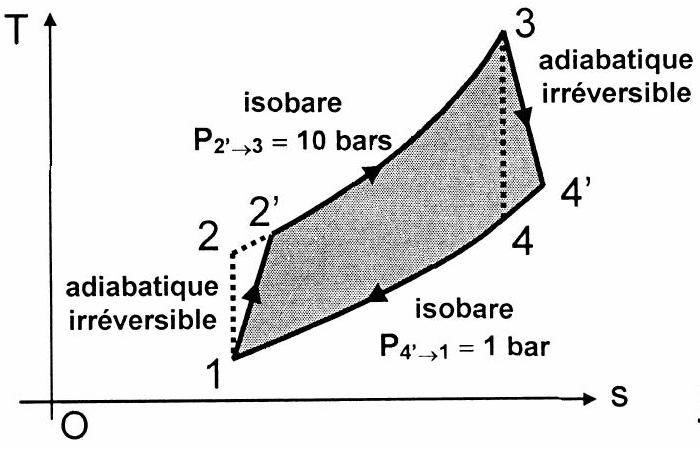 T
3
adiabatique
irréversible
isobare
P2'→3 = 10 bars
2
2'
4'
4
adiabatique
irréversible
isobare
P4'→1 = 1 bar
1
s
O